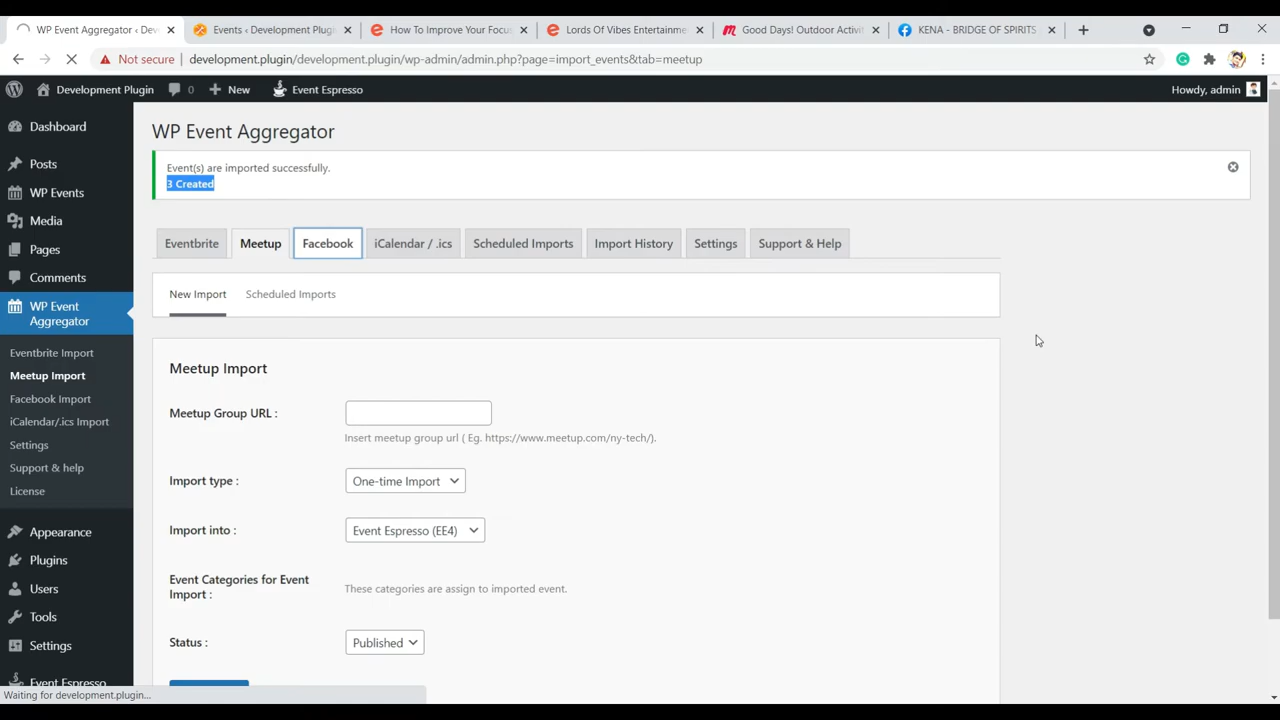 WP Event Aggregator ‹ Dev
Events ‹ Development Plugin
How To Improve Your Focus
Lords Of Vibes Entertainme
Good Days! Outdoor Activit
KENA - BRIDGE OF SPIRITS
Not secure
development.plugin/development.plugin/wp-admin/admin.php?page=import_events&tab=meetup
Development Plugin
0
New
Event Espresso
Howdy, admin
Dashboard
Posts
WP Events
Media
Pages
Comments
WP Event
Aggregator
Eventbrite Import
Meetup Import
Facebook Import
iCalendar/.ics Import
Settings
Support & help
License
Appearance
Plugins
Users
Tools
Settings
Event Espresso
WP Event Aggregator
Event(s) are imported successfully.
3 Created
Eventbrite
Meetup
Facebook
iCalendar / .ics
Scheduled Imports
Import History
Settings
Support & Help
New Import
Scheduled Imports
Meetup Import
Meetup Group URL :
Insert meetup group url ( Eg. https://www.meetup.com/ny-tech/).
Import type :
One-time Import
Import into :
Event Espresso (EE4)
Event Categories for Event
Import :
These categories are assign to imported event.
Status :
Published
Waiting for development.plugin...